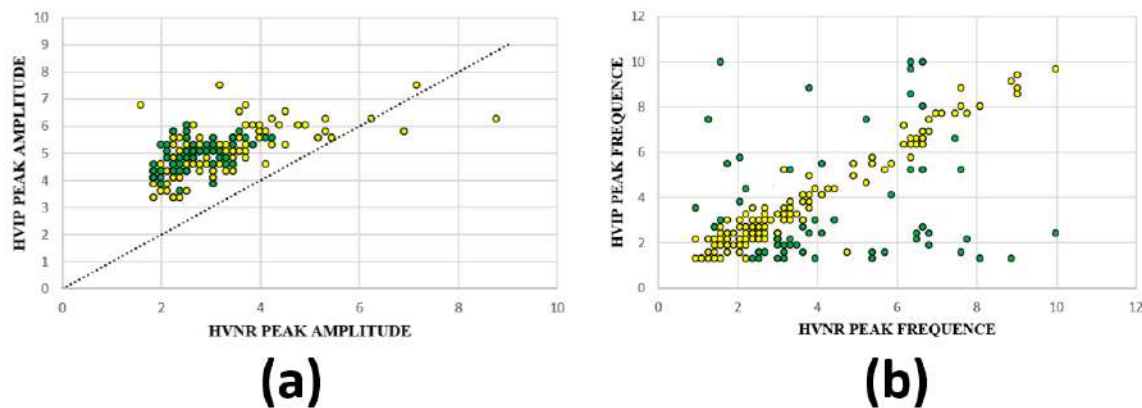 10
9
8
7
6
5
4
3
2
1
0
HVIP PEAK AMPLITUDE
0 2 4 6 8 10
HVNR PEAK AMPLITUDE
(a)
12
10
8
6
4
2
0
HVIP PEAK FREQUENCE
0 2 4 6 8 10 12
HVNR PEAK FREQUENCE
(b)